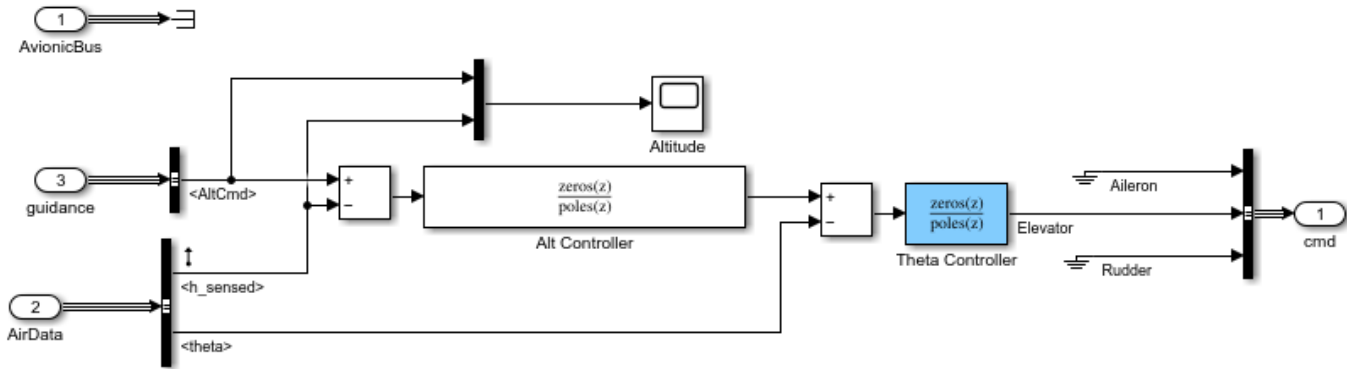 1
AvionicBus
Altitude
3
guidance
<AltCmd>
+
−
zeros(z)
poles(z)
Alt Controller
+
−
zeros(z)
poles(z)
Theta Controller
Aileron
Elevator
Rudder
1
cmd
<h_sensed>
2
AirData
<theta>